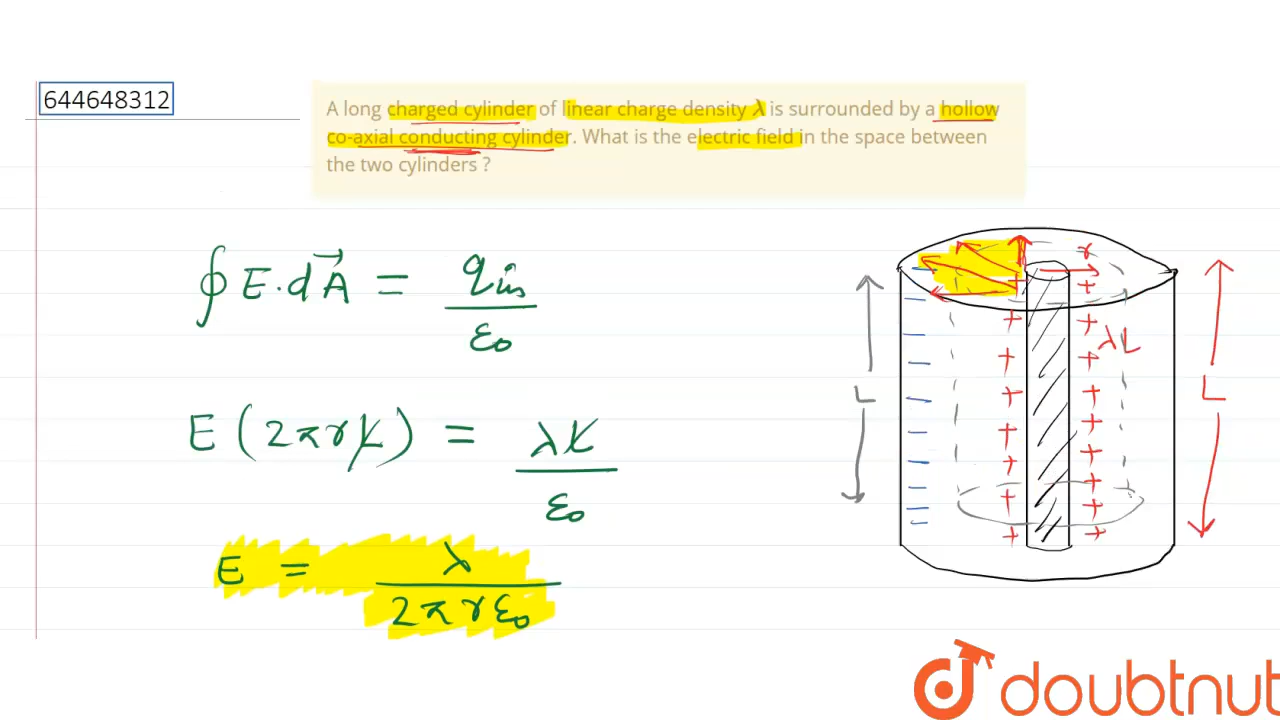 644648312
A long charged cylinder of linear charge density λ is surrounded by a hollow
co-axial conducting cylinder. What is the electric field in the space between
the two cylinders ?
∮ E.dA⃗ = qin / ε₀
E ( 2πrL ) = λL / ε₀
E = λ / 2πrε₀
r
λL
L
L
doubtnut